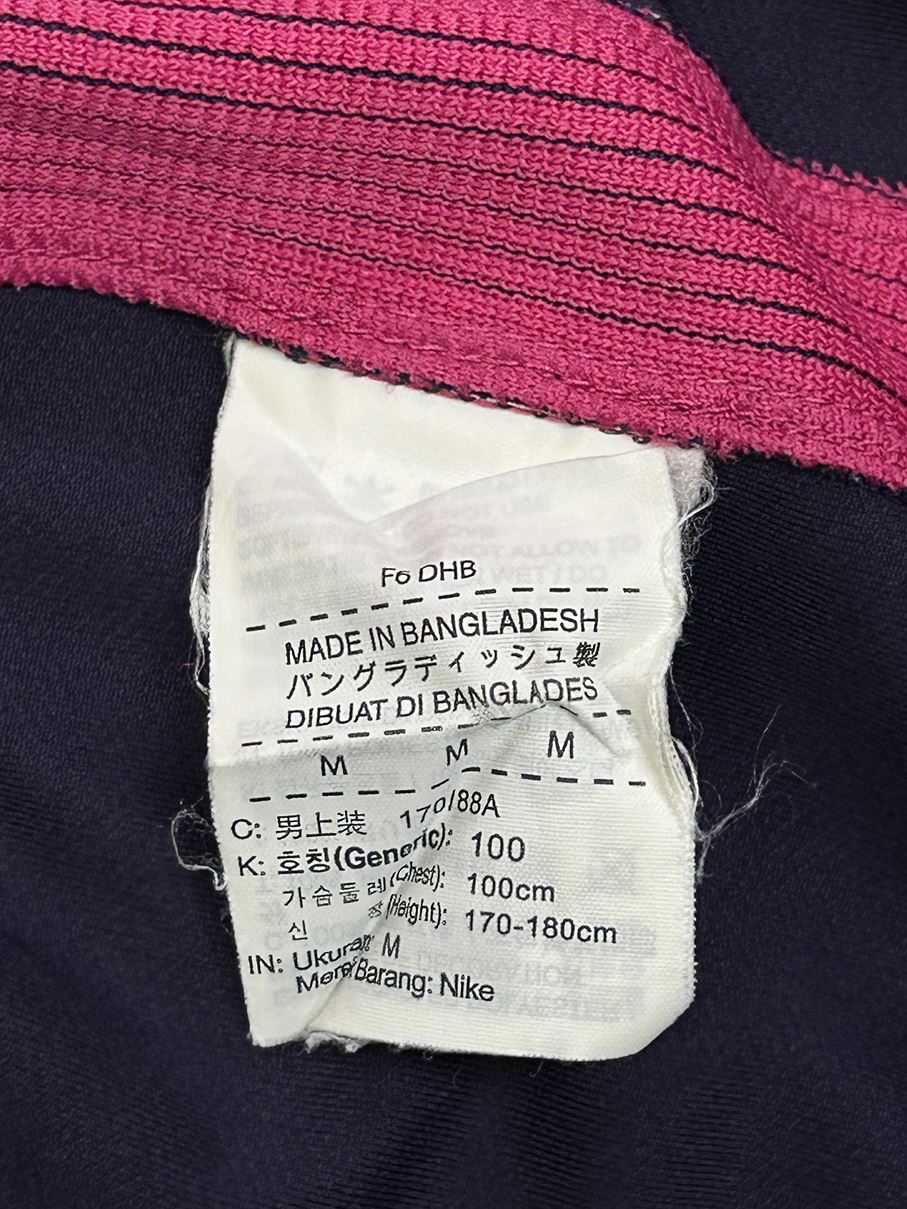 F6 DHB
MADE IN BANGLADESH
バングラディッシュ製
DIBUAT DI BANGLADES
M M M
C: 男上装 170/88A
K: 호칭(Generic): 100
가슴둘레(Chest): 100cm
신장(Height): 170-180cm
IN: Ukuran: M
Merek Barang: Nike